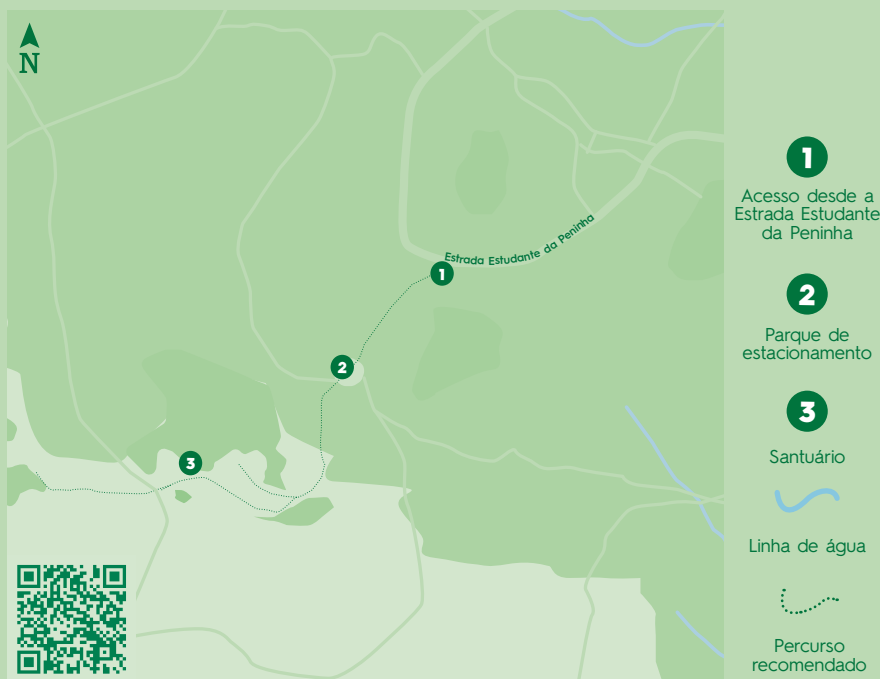 N
Estrada Estudante da Peninha
1
2
3
1
Acesso desde a
Estrada Estudante
da Peninha
2
Parque de
estacionamento
3
Santuário
Linha de água
Percurso
recomendado